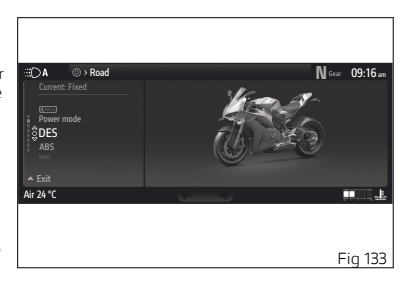 A
> Road
N Gear 09:16 am
Current: Fixed
Power mode
DES
ABS
Exit
Air 24 °C
Fig 133